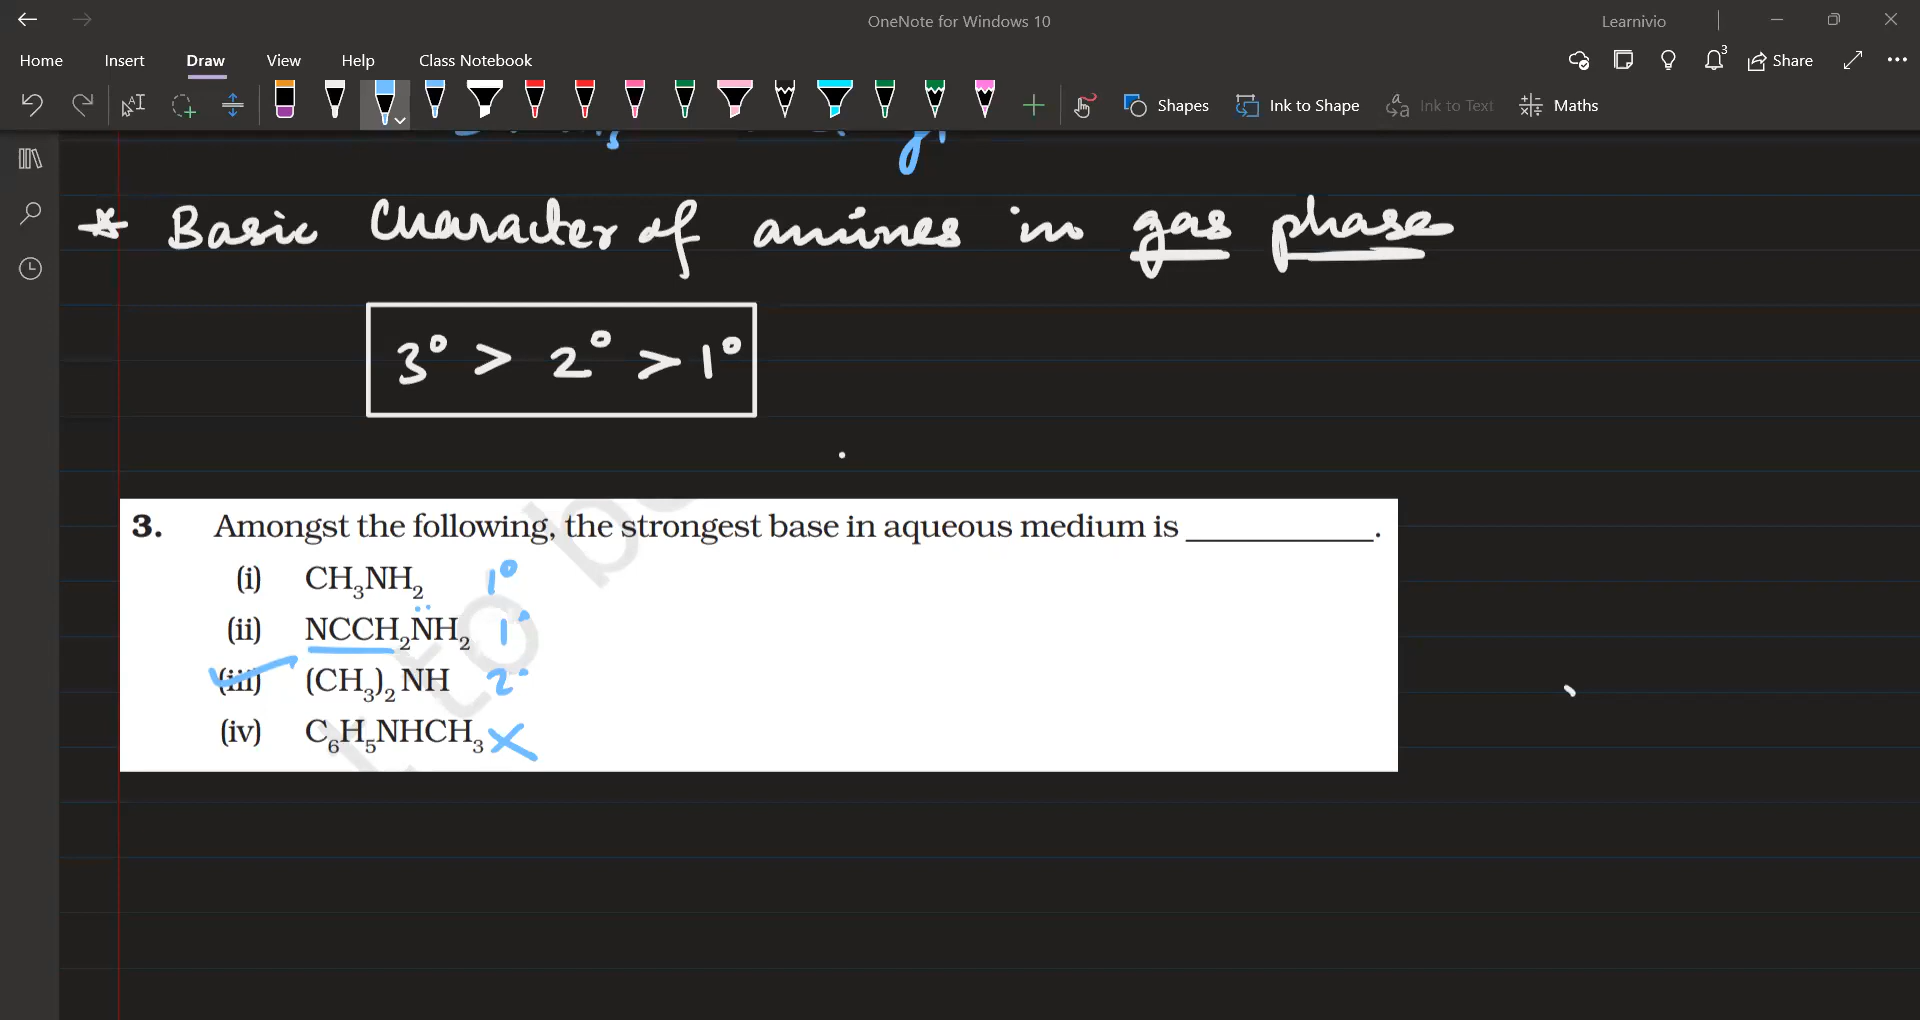 OneNote for Windows 10
Learnivio
Home Insert Draw View Help Class Notebook
3
Share
Shapes Ink to Shape Ink to Text Maths
* Basic Character of amines in gas phase
3° > 2° > 1°
3. Amongst the following, the strongest base in aqueous medium is __________.
(i) CH₃NH₂ 1°
(ii) NCCH₂NH₂ 1°
(iii) (CH₃)₂ NH 2°
(iv) C₆H₅NHCH₃ ×